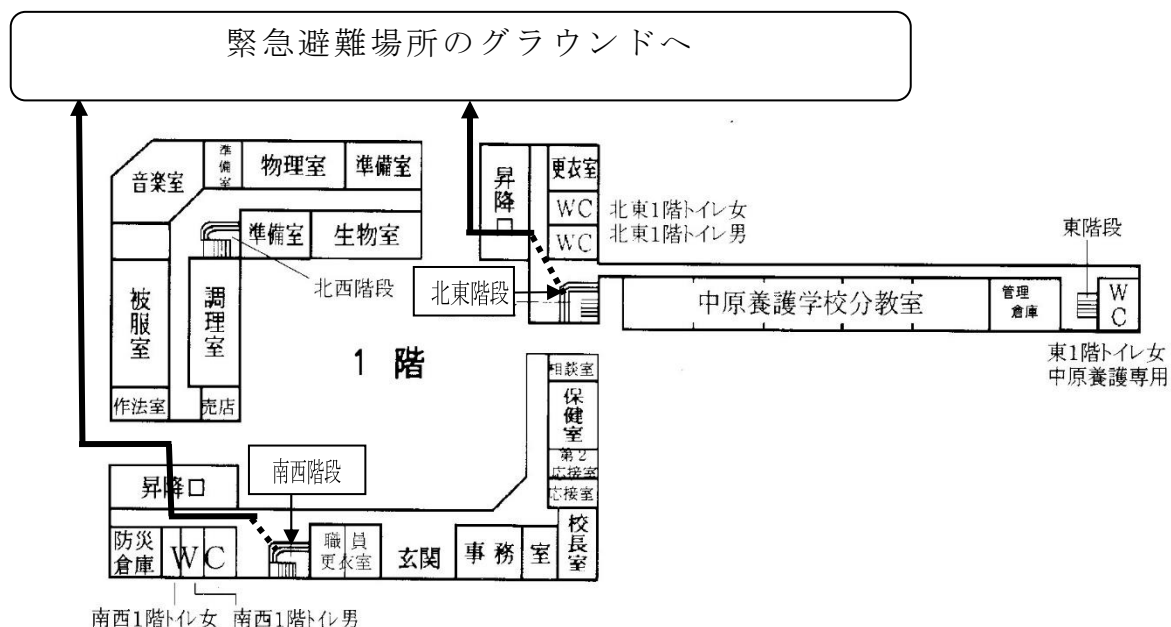 緊急避難場所のグラウンドへ
音楽室
準備室
物理室
準備室
準備室
生物室
北西階段
被服室
調理室
作法室
売店
昇降口
更衣室
WC
WC
北東1階トイレ女
北東1階トイレ男
北東階段
中原養護学校分教室
管理
倉庫
東階段
WC
東1階トイレ女
中原養護専用
1階
相談室
保健室
第2
応接室
応接室
校長室
南西階段
昇降口
防災
倉庫
WC
職員
更衣室
玄関
事務室
南西1階トイレ女
南西1階トイレ男